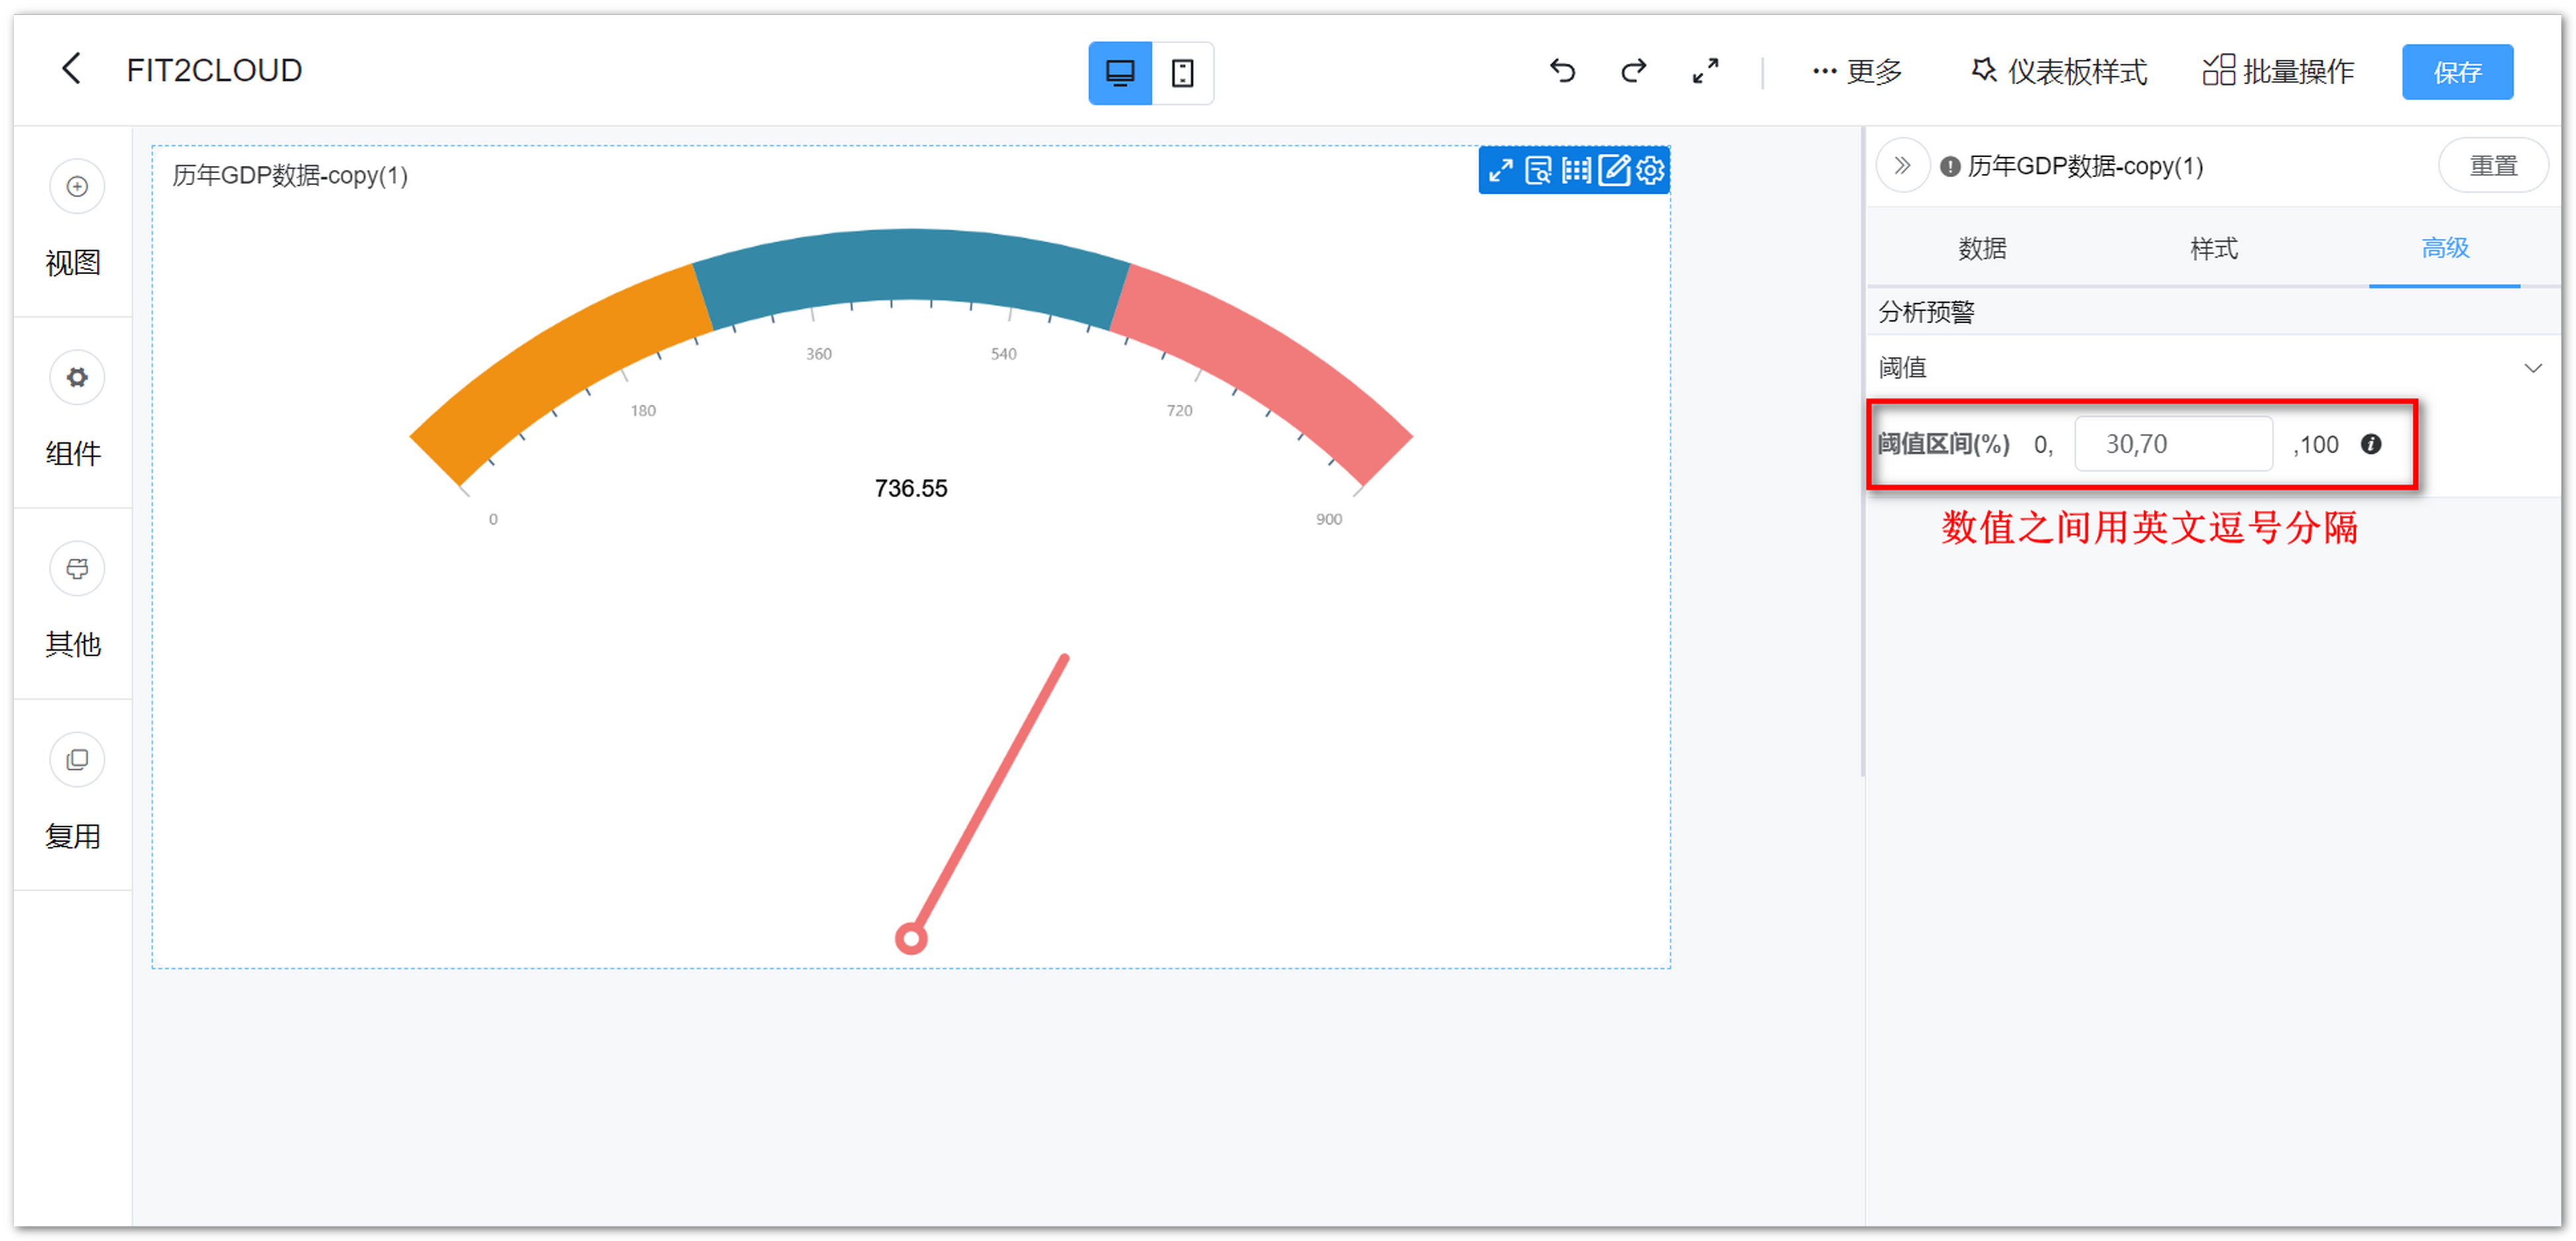 FIT2CLOUD
更多
仪表板样式
批量操作
保存
视图
组件
其他
复用
历年GDP数据-copy(1)
0
180
360
540
720
900
736.55
历年GDP数据-copy(1)
重置
数据
样式
高级
分析预警
阈值
阈值区间(%) 0, 30,70 ,100
数值之间用英文逗号分隔